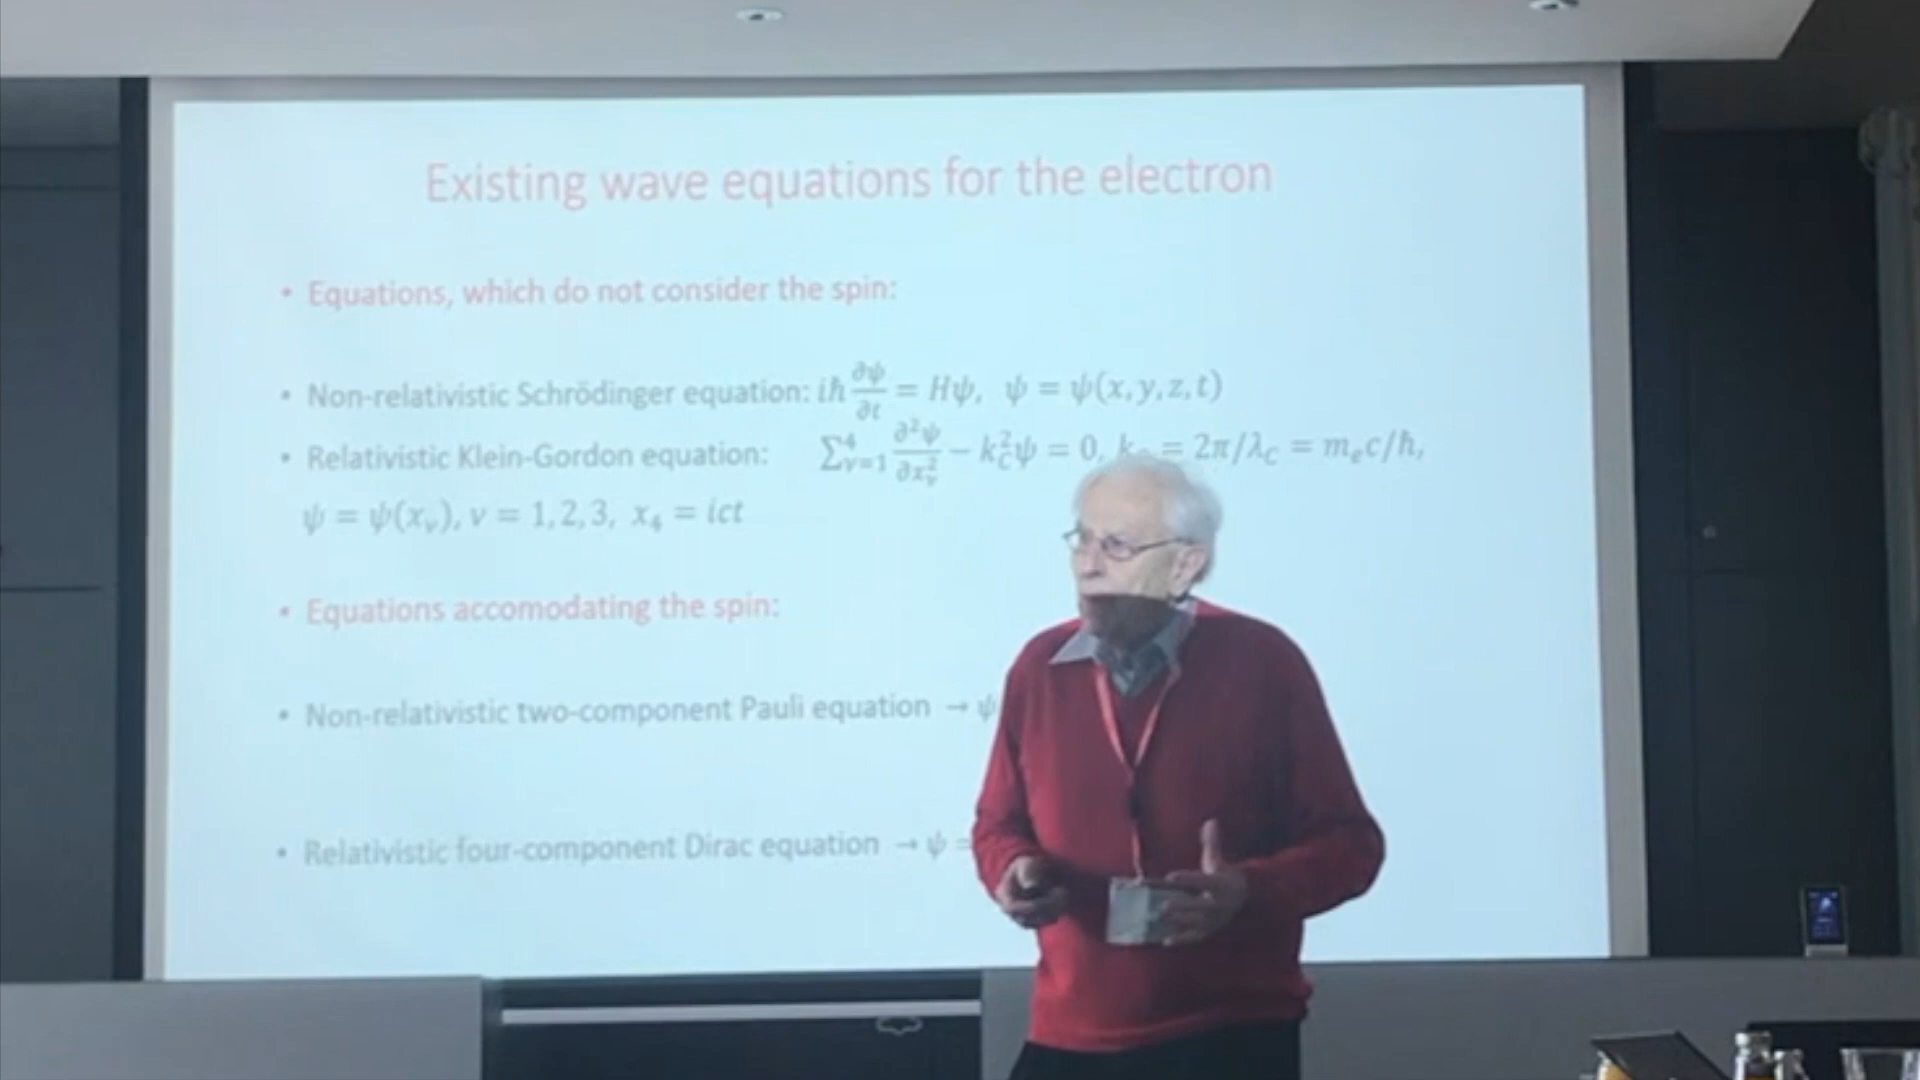 Existing wave equations for the electron
• Equations, which do not consider the spin:
• Non-relativistic Schrödinger equation: iħ ∂ψ/∂t = Hψ, ψ = ψ(x,y,z,t)
• Relativistic Klein-Gordon equation: ∑⁴ᵥ₌₁ ∂²ψ/∂xᵥ² − k_C²ψ = 0, k = 2π/λ_C = mₑc/ħ,
ψ = ψ(xᵥ), ν = 1,2,3, x₄ = ict
• Equations accomodating the spin:
• Non-relativistic two-component Pauli equation → ψ
• Relativistic four-component Dirac equation → ψ =